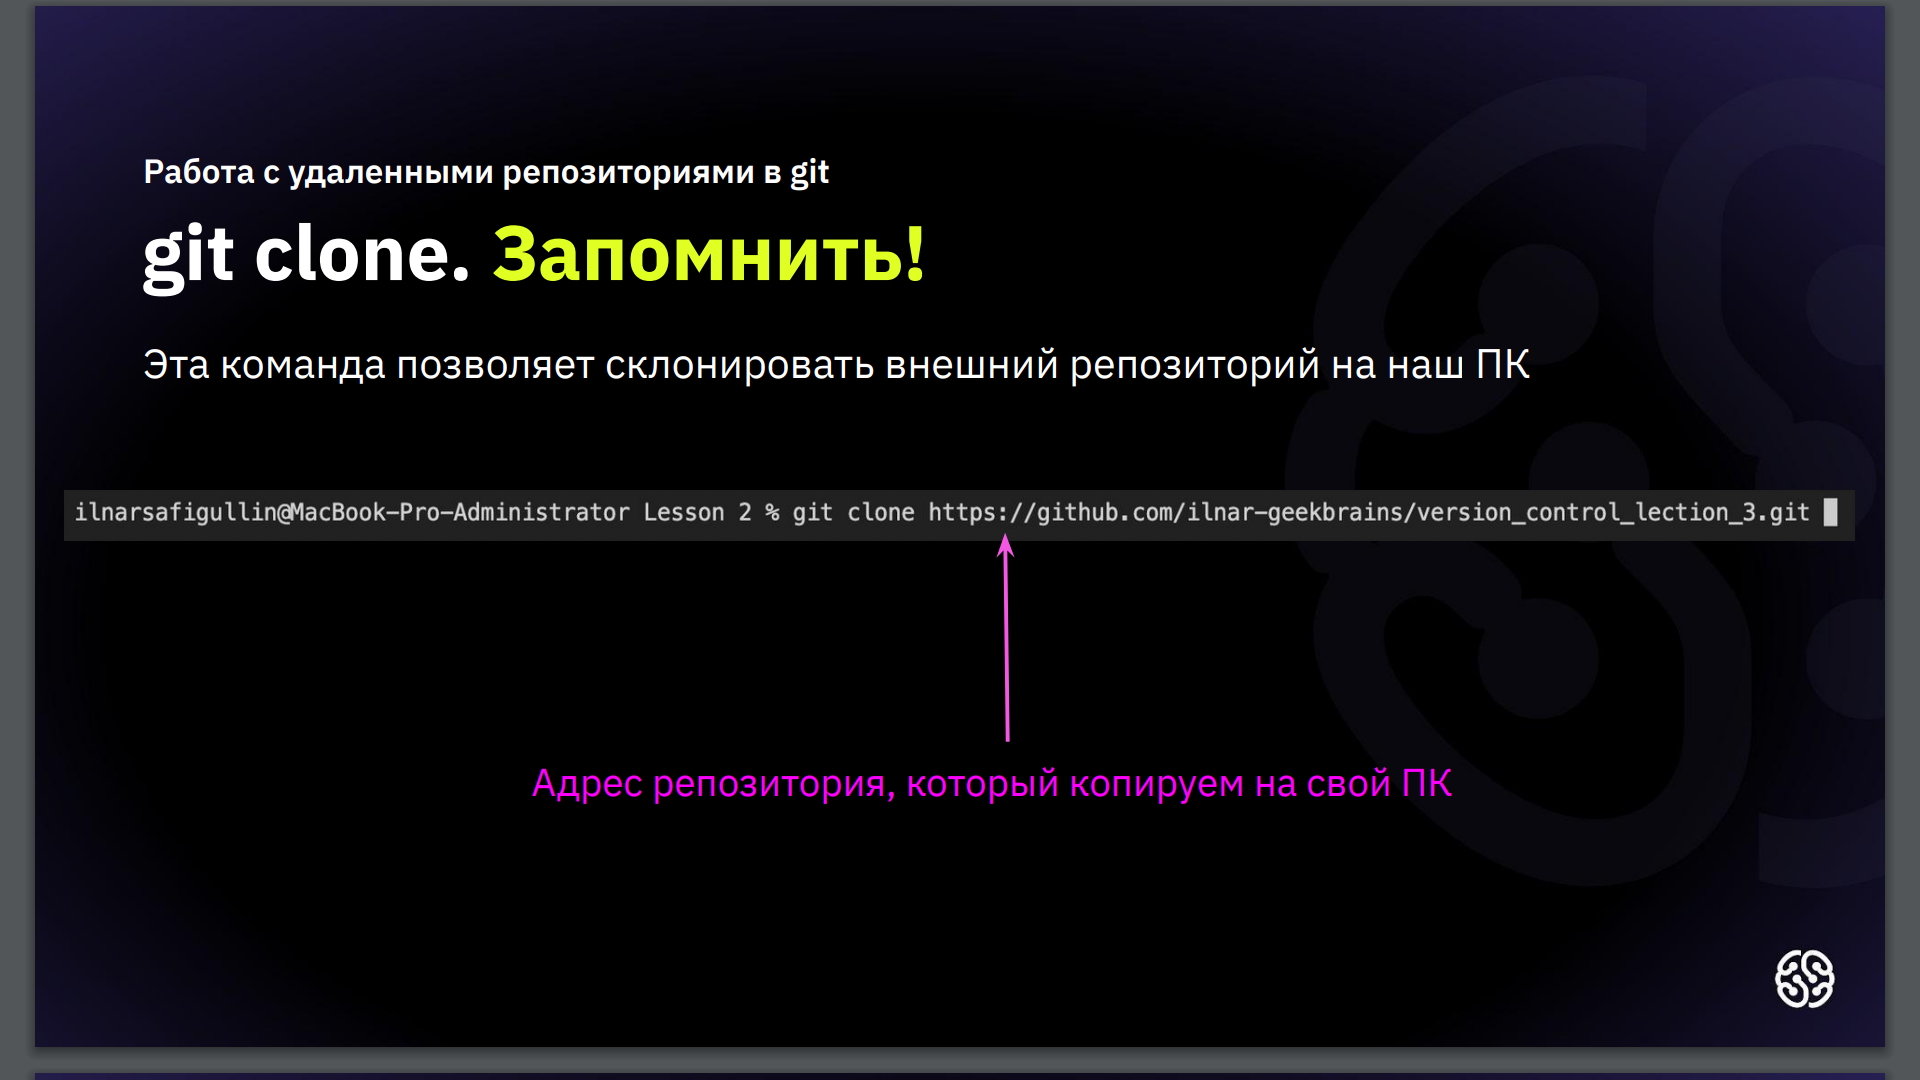 Работа с удаленными репозиториями в git
git clone. Запомнить!
Эта команда позволяет склонировать внешний репозиторий на наш ПК
ilnarsafigullin@MacBook-Pro-Administrator Lesson 2 % git clone https://github.com/ilnar-geekbrains/version_control_lection_3.git
Адрес репозитория, который копируем на свой ПК